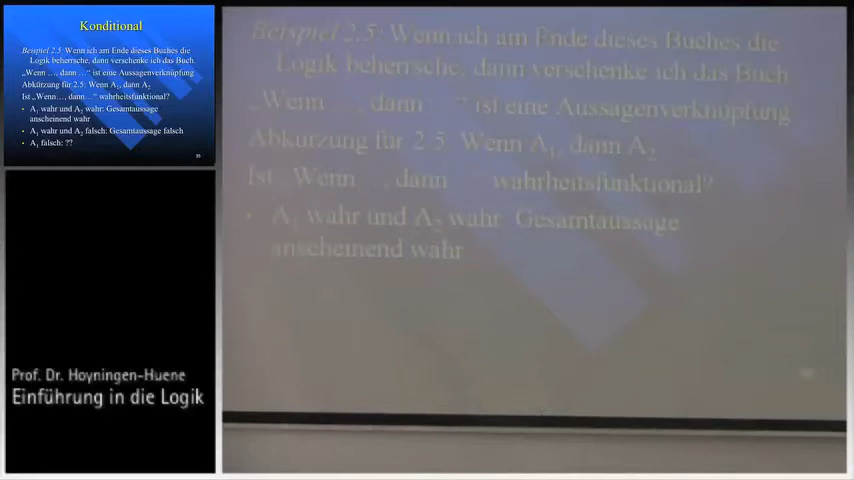 Konditional
Beispiel 2.5: Wenn ich am Ende dieses Buches die
Logik beherrsche, dann verschenke ich das Buch.
„Wenn …, dann …“ ist eine Aussagenverknüpfung
Abkürzung für 2.5: Wenn A₁, dann A₂
Ist „Wenn…, dann…“ wahrheitsfunktional?
• A₁ wahr und A₂ wahr: Gesamtaussage
anscheinend wahr
• A₁ wahr und A₂ falsch: Gesamtaussage falsch
• A₁ falsch: ??
39
Prof. Dr. Hoyningen-Huene
Einführung in die Logik
Beispiel 2.5: Wenn ich am Ende dieses Buches die
Logik beherrsche, dann verschenke ich das Buch
„Wenn …, dann …“ ist eine Aussagenverknüpfung
Abkürzung für 2.5: Wenn A₁, dann A₂
Ist „Wenn …, dann …“ wahrheitsfunktional?
• A₁ wahr und A₂ wahr: Gesamtaussage
anscheinend wahr